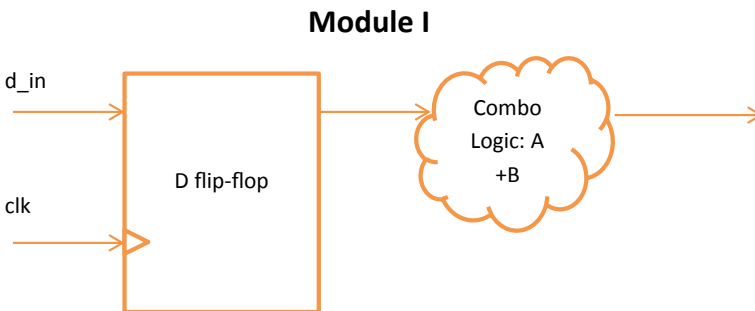 Module I
d_in
Combo
Logic: A
+B
D flip-flop
clk